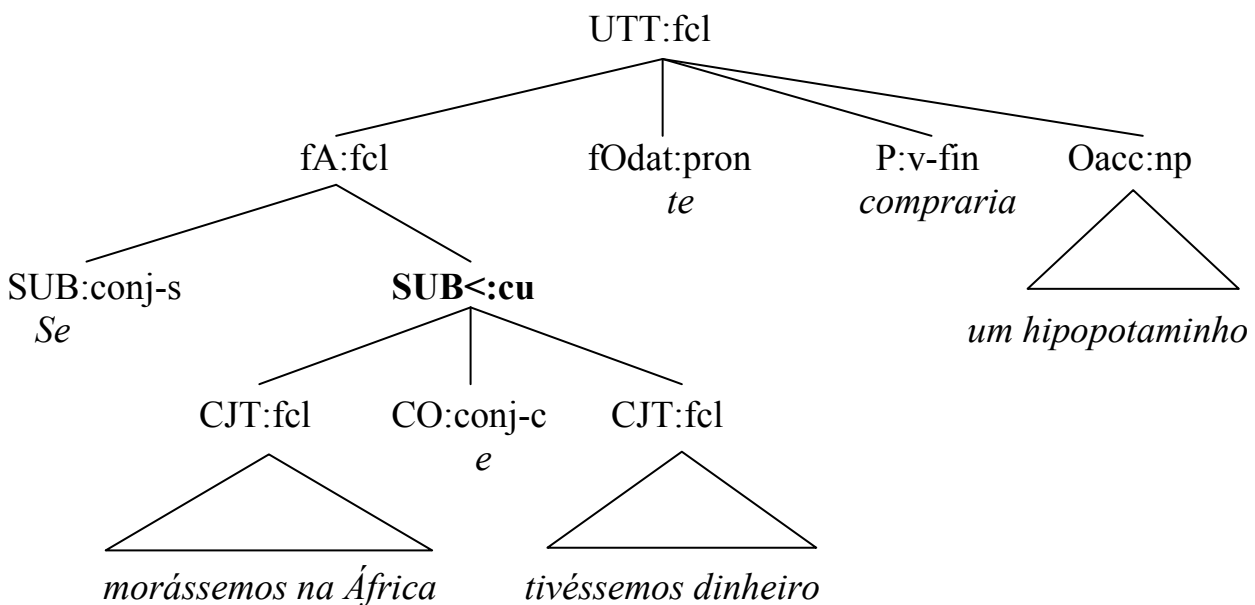 UTT:fcl
fA:fcl fOdat:pron P:v-fin Oacc:np
te compraria
SUB:conj-s SUB<:cu
Se um hipopotaminho
CJT:fcl CO:conj-c CJT:fcl
e
morássemos na África tivéssemos dinheiro